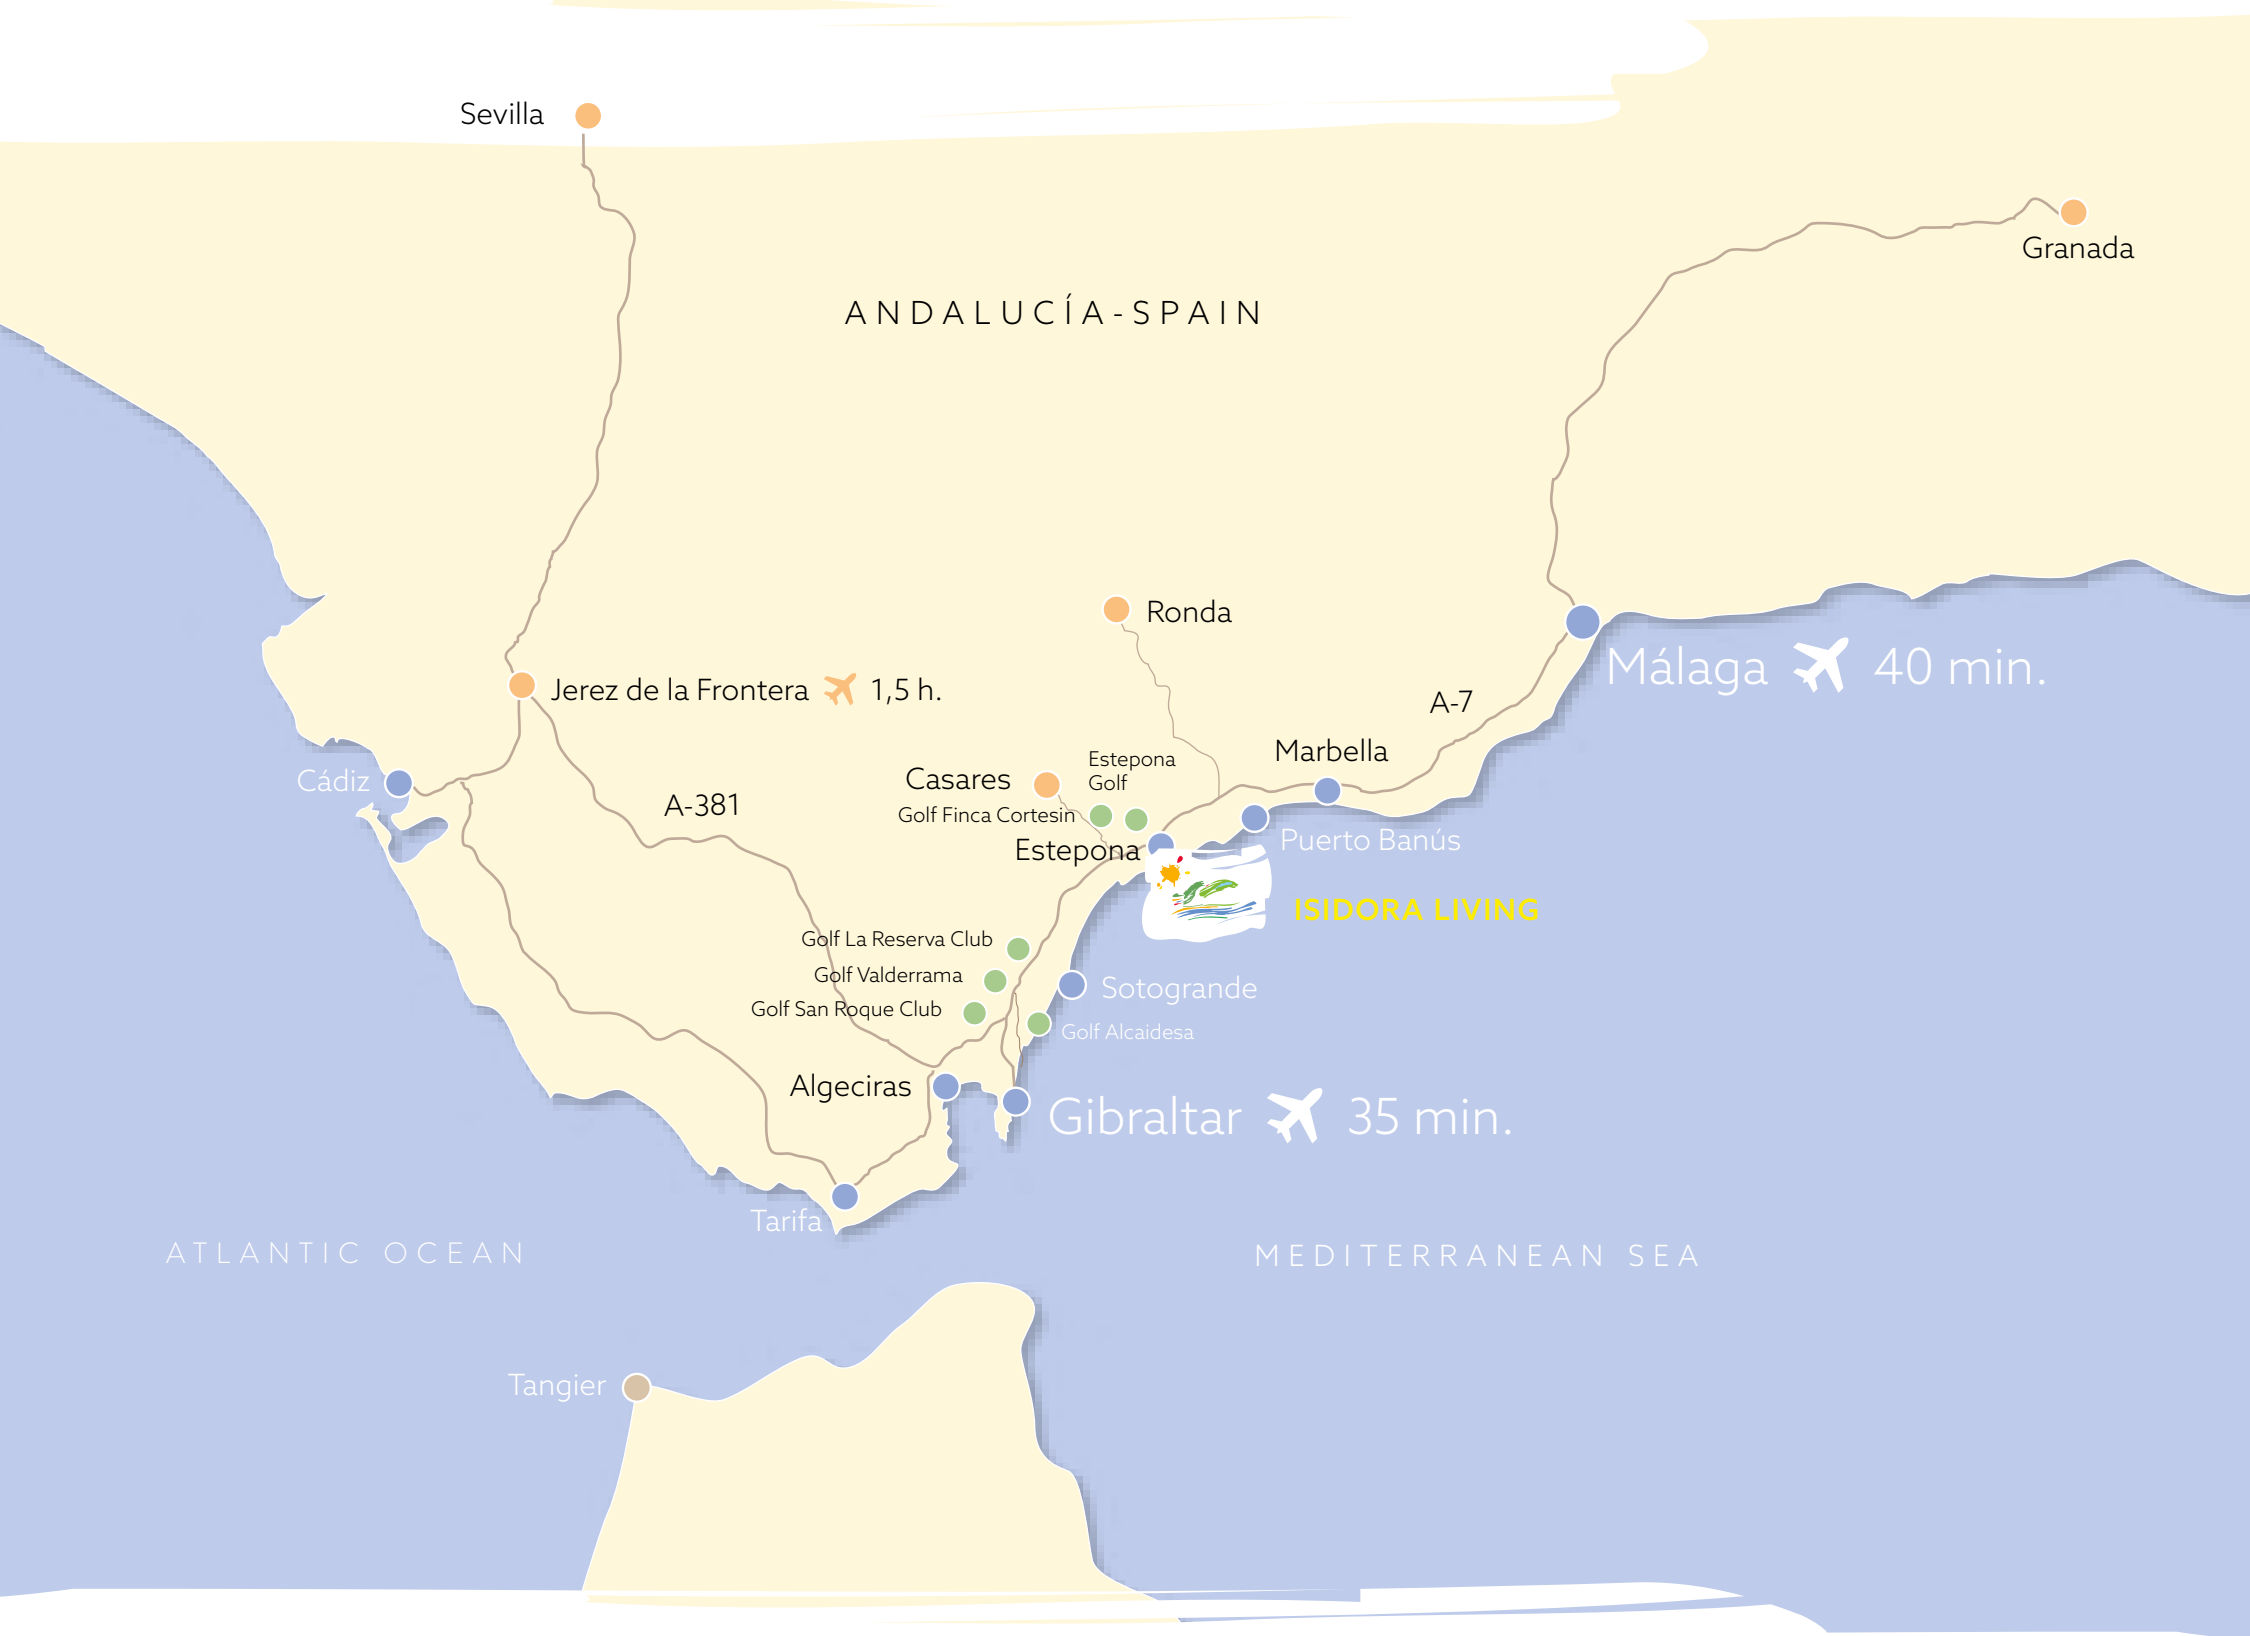 Sevilla
Granada
ANDALUCÍA-SPAIN
Ronda
Málaga 40 min.
Jerez de la Frontera 1,5 h.
A-7
Marbella
Estepona
Golf
Casares
Cádiz
A-381
Golf Finca Cortesin
Puerto Banús
Estepona
ISIDORA LIVING
Golf La Reserva Club
Golf Valderrama
Sotogrande
Golf San Roque Club
Golf Alcaidesa
Algeciras
Gibraltar 35 min.
Tarifa
ATLANTIC OCEAN
MEDITERRANEAN SEA
Tangier